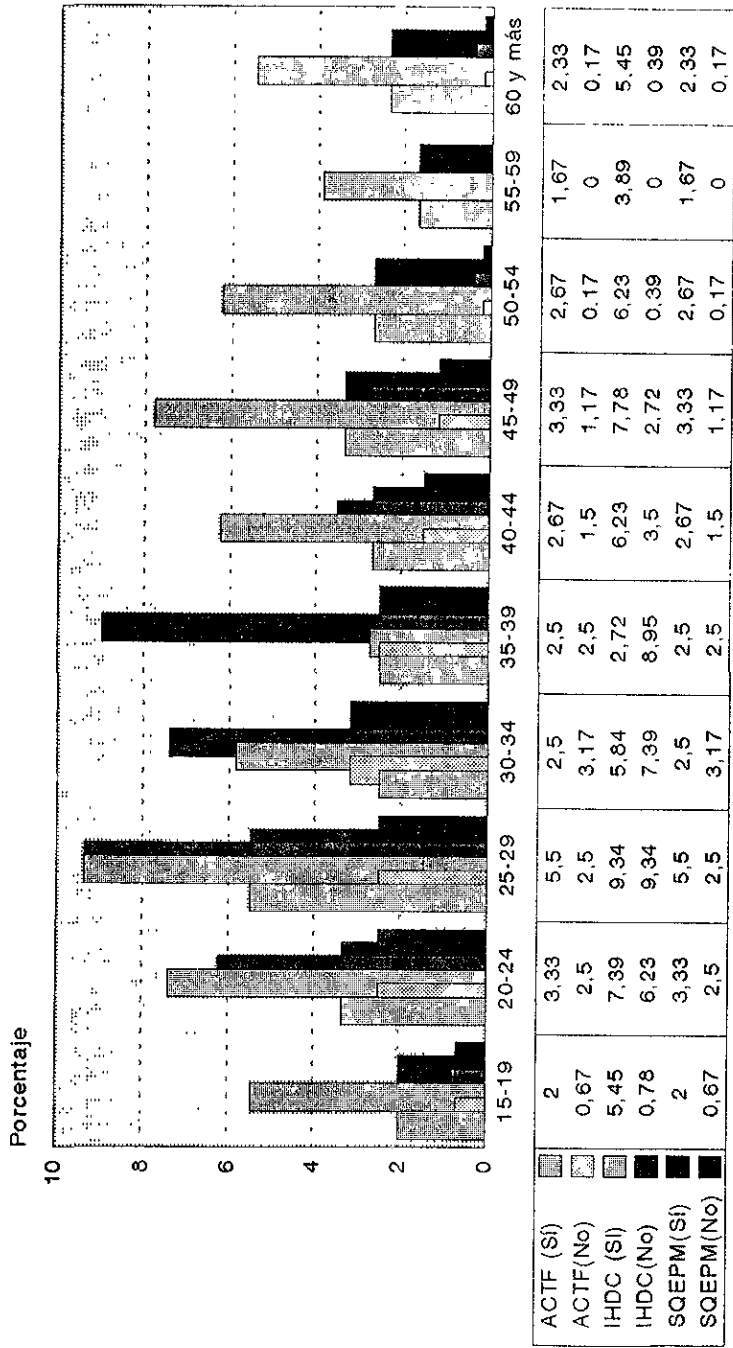 Porcentaje
10
8
6
4
2
0
15-19 20-24 25-29 30-34 35-39 40-44 45-49 50-54 55-59 60 y más
ACTF (Sí) 2 3,33 5,5 2,5 2,5 2,67 3,33 2,67 1,67 2,33
ACTF(No) 0,67 2,5 2,5 3,17 2,5 1,5 1,17 0,17 0 0,17
IHDC (SI) 5,45 7,39 9,34 5,84 2,72 6,23 7,78 6,23 3,89 5,45
IHDC(No) 0,78 6,23 9,34 7,39 8,95 3,5 2,72 0,39 0 0,39
SQEPM(Sí) 2 3,33 5,5 2,5 2,5 2,67 3,33 2,67 1,67 2,33
SQEPM(No) 0,67 2,5 2,5 3,17 2,5 1,5 1,17 0,17 0 0,17